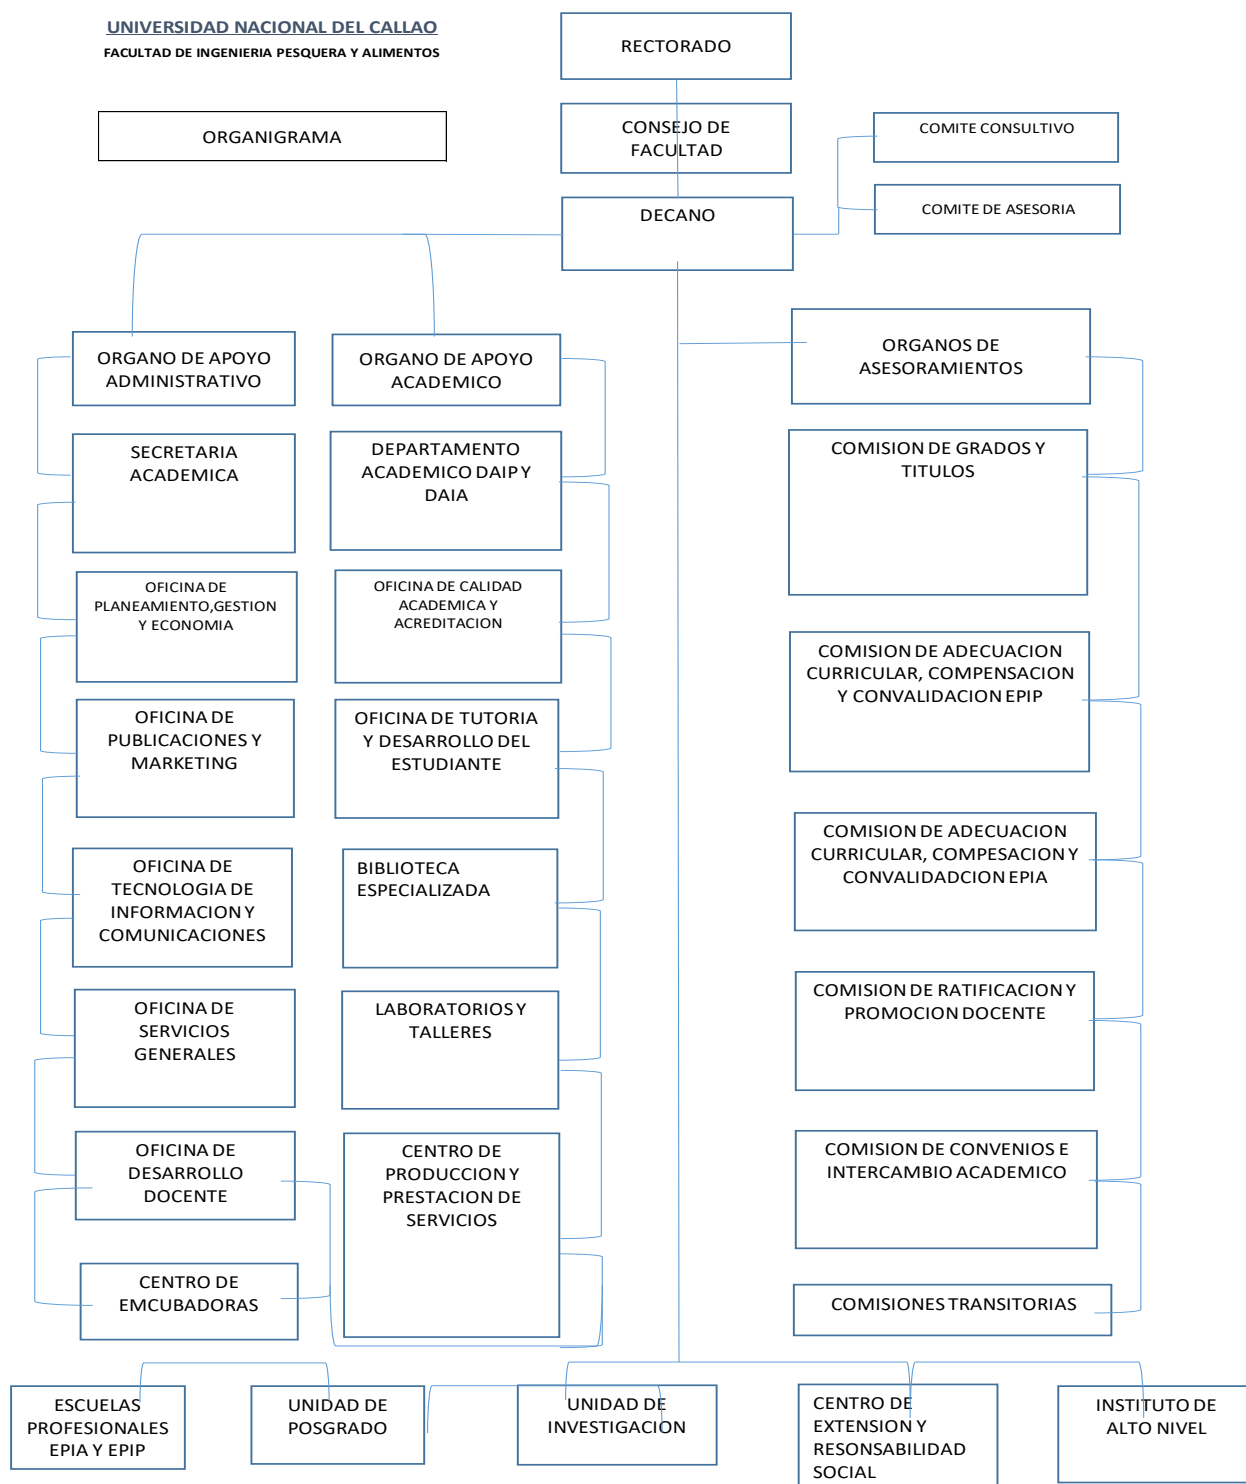 UNIVERSIDAD NACIONAL DEL CALLAO
FACULTAD DE INGENIERIA PESQUERA Y ALIMENTOS
ORGANIGRAMA
RECTORADO
CONSEJO DE
FACULTAD
DECANO
COMITE CONSULTIVO
COMITE DE ASESORIA
ORGANO DE APOYO
ADMINISTRATIVO
SECRETARIA
ACADEMICA
OFICINA DE
PLANEAMIENTO,GESTION
Y ECONOMIA
OFICINA DE
PUBLICACIONES Y
MARKETING
OFICINA DE
TECNOLOGIA DE
INFORMACION Y
COMUNICACIONES
OFICINA DE
SERVICIOS
GENERALES
OFICINA DE
DESARROLLO
DOCENTE
CENTRO DE
EMCUBADORAS
ORGANO DE APOYO
ACADEMICO
DEPARTAMENTO
ACADEMICO DAIP Y
DAIA
OFICINA DE CALIDAD
ACADEMICA Y
ACREDITACION
OFICINA DE TUTORIA
Y DESARROLLO DEL
ESTUDIANTE
BIBLIOTECA
ESPECIALIZADA
LABORATORIOS Y
TALLERES
CENTRO DE
PRODUCCION Y
PRESTACION DE
SERVICIOS
ORGANOS DE
ASESORAMIENTOS
COMISION DE GRADOS Y
TITULOS
COMISION DE ADECUACION
CURRICULAR, COMPENSACION
Y CONVALIDACION EPIP
COMISION DE ADECUACION
CURRICULAR, COMPESACION Y
CONVALIDADCION EPIA
COMISION DE RATIFICACION Y
PROMOCION DOCENTE
COMISION DE CONVENIOS E
INTERCAMBIO ACADEMICO
COMISIONES TRANSITORIAS
ESCUELAS
PROFESIONALES
EPIA Y EPIP
UNIDAD DE
POSGRADO
UNIDAD DE
INVESTIGACION
CENTRO DE
EXTENSION Y
RESONSABILIDAD
SOCIAL
INSTITUTO DE
ALTO NIVEL